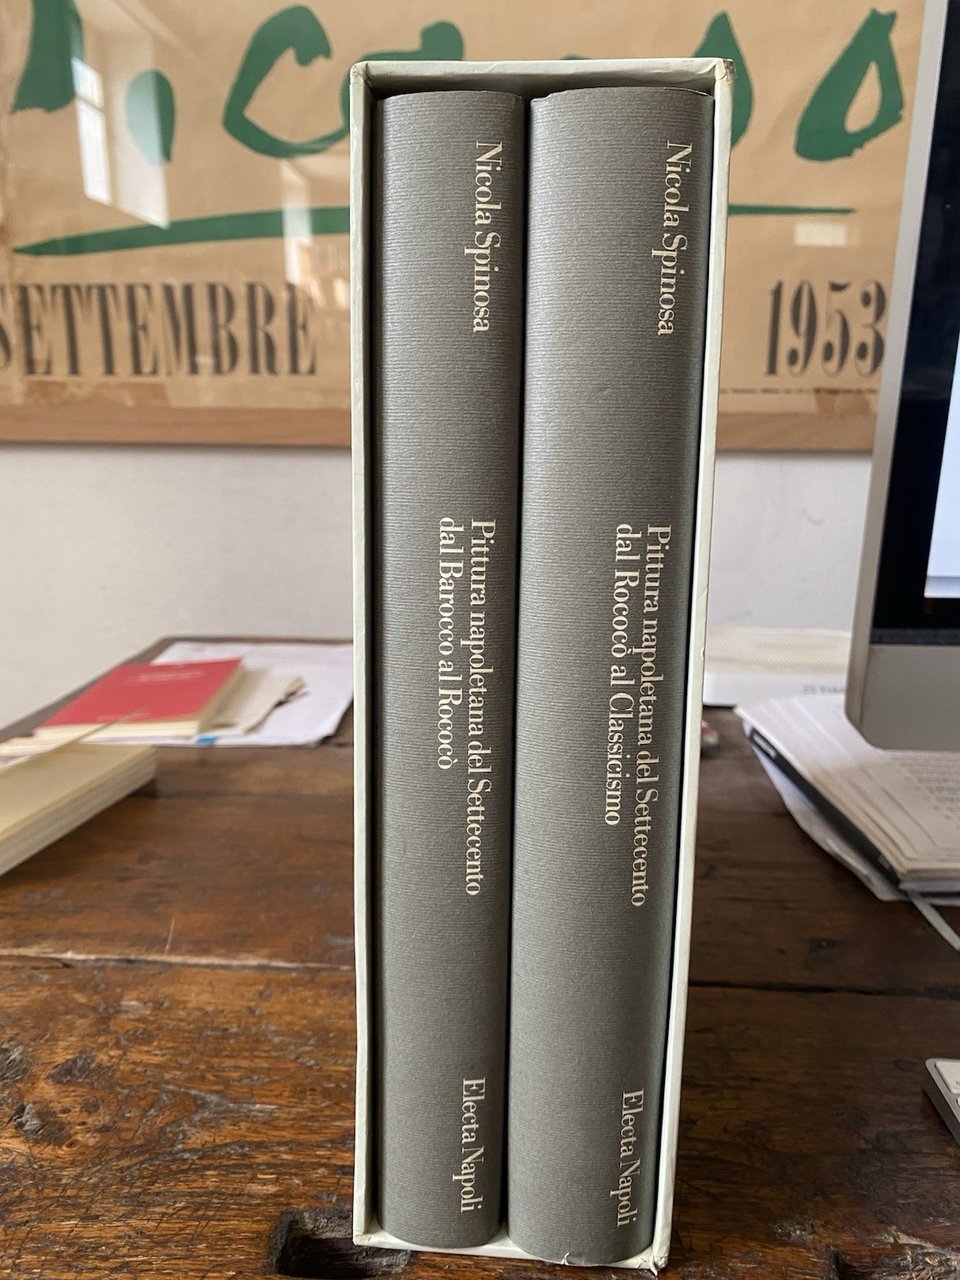 Picasso
SETTEMBRE
1953
Nicola Spinosa
Pittura napoletana del Settecento
dal Barocco al Rococò
Electa Napoli
Nicola Spinosa
Pittura napoletana del Settecento
dal Rococò al Classicismo
Electa Napoli